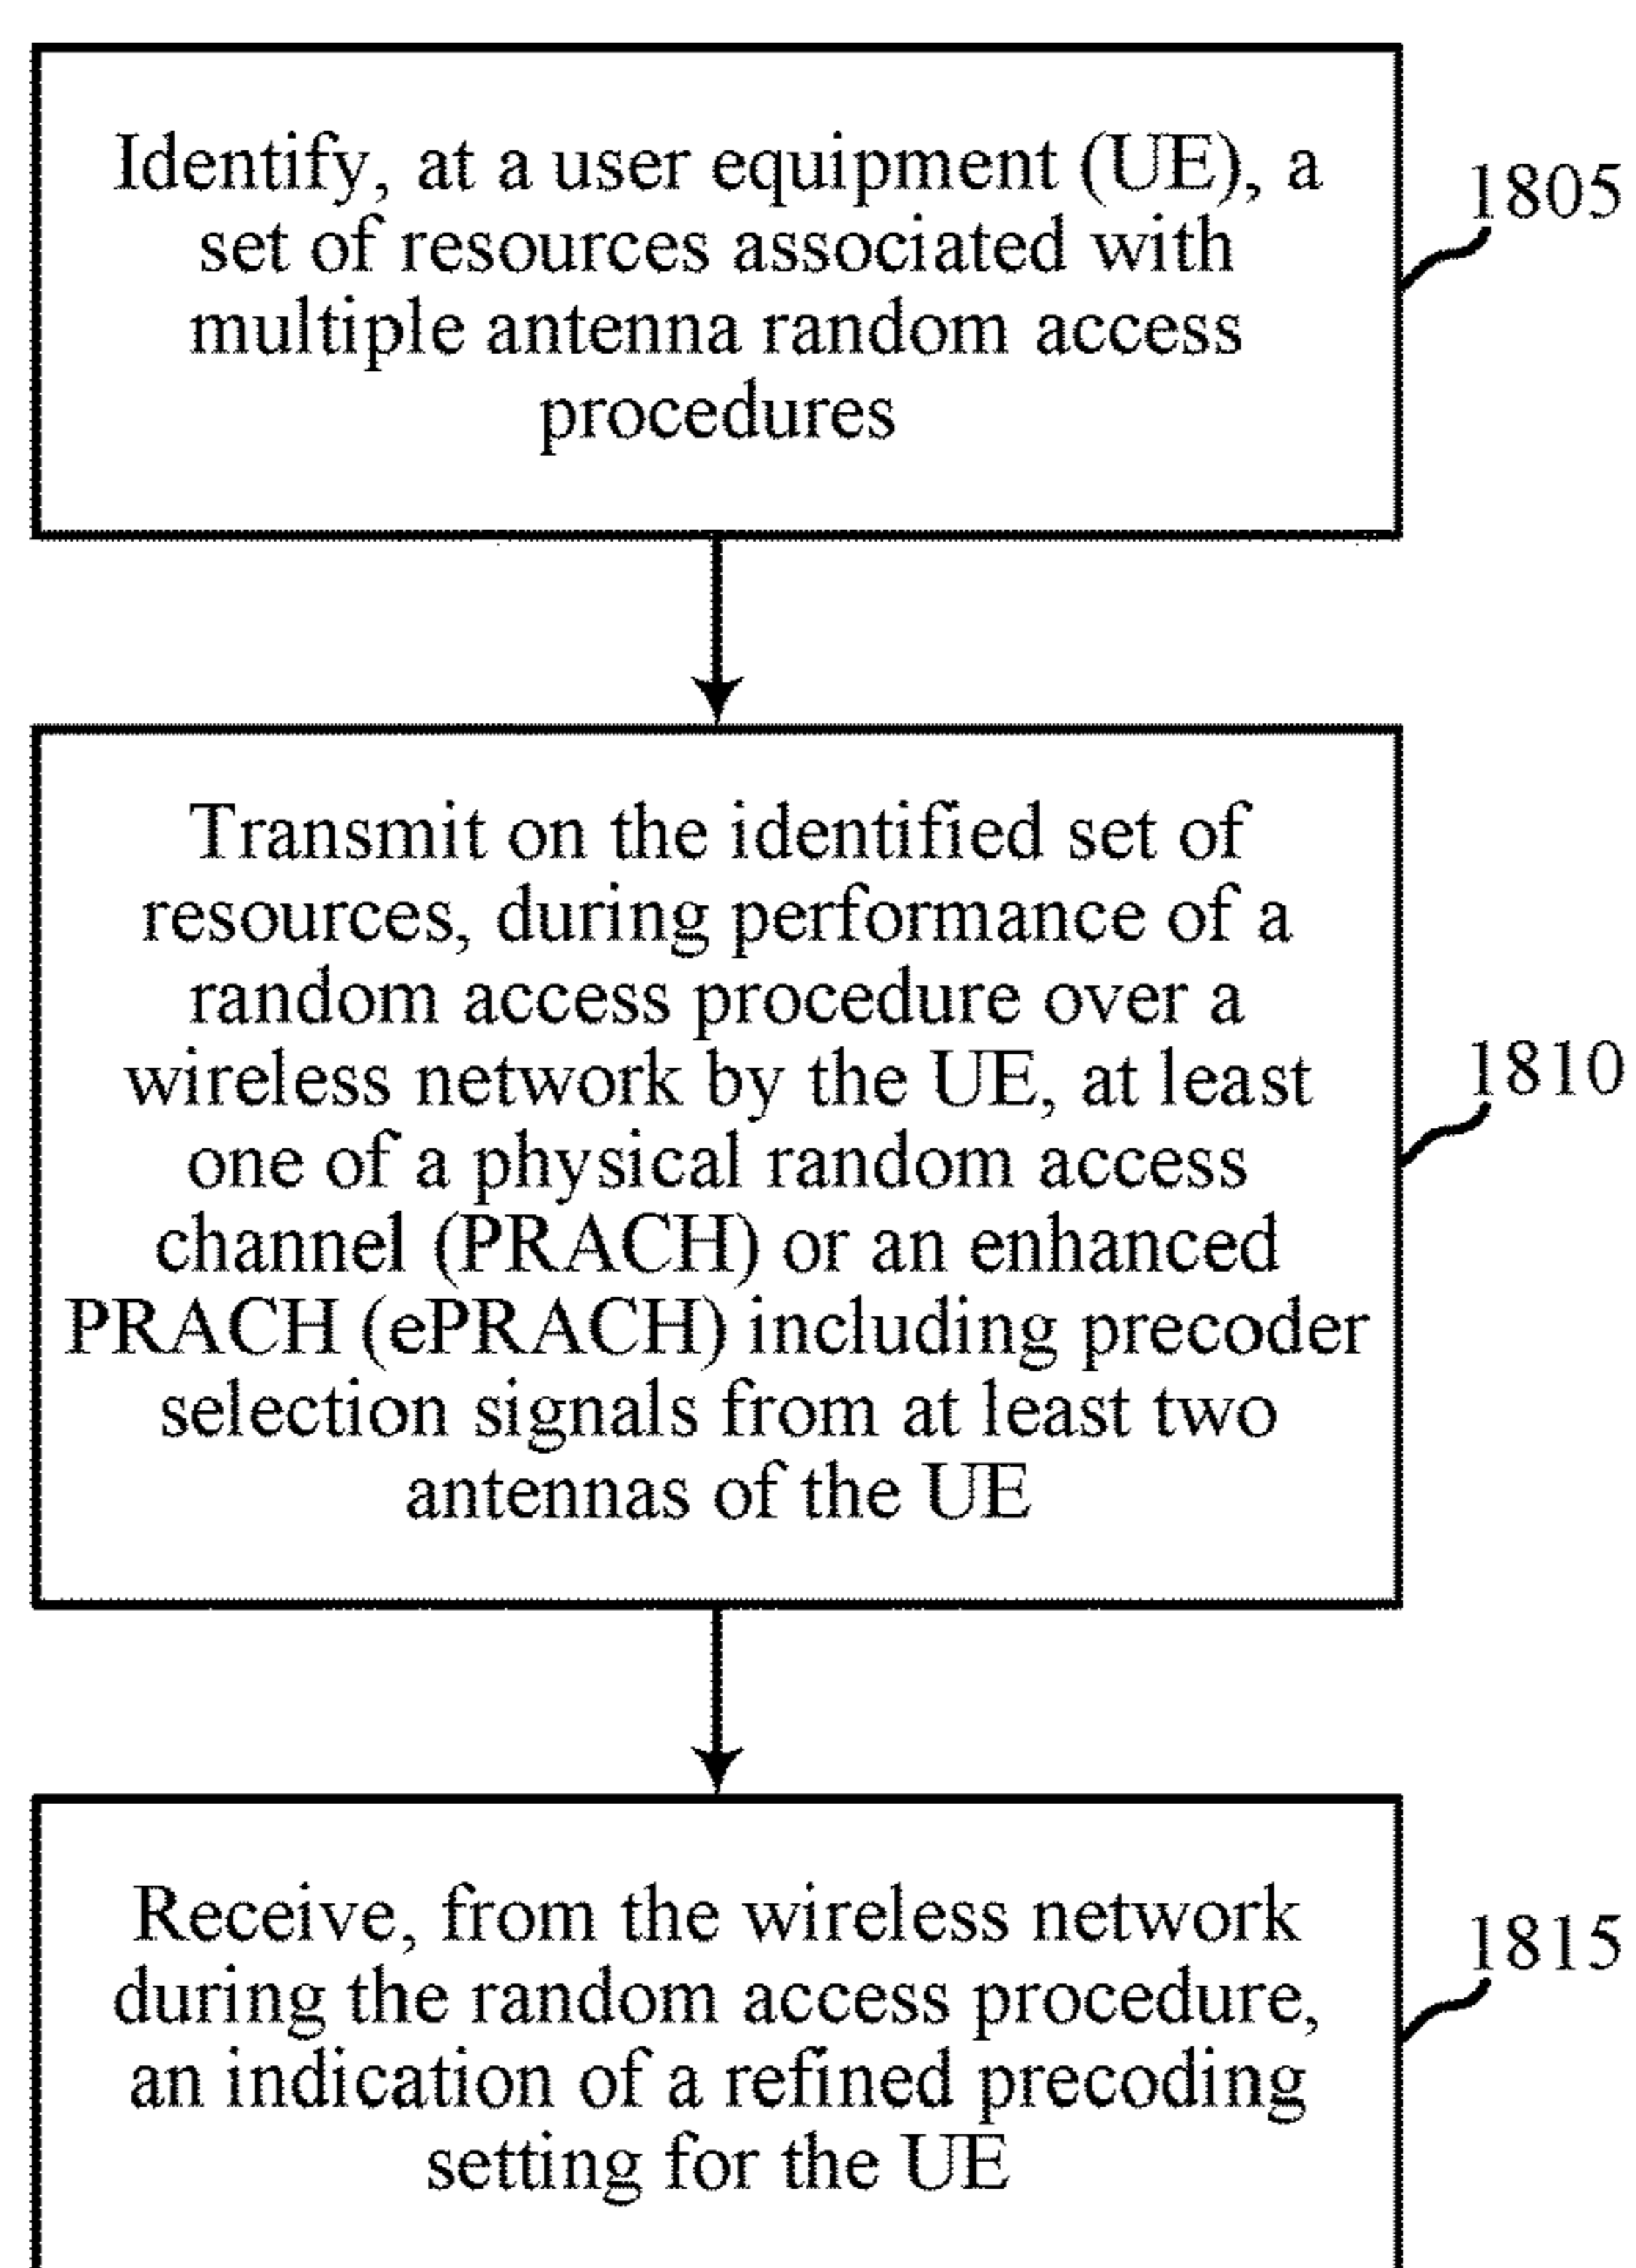 Identify, at a user equipment (UE), a
set of resources associated with
multiple antenna random access
procedures
1805
Transmit on the identified set of
resources, during performance of a
random access procedure over a
wireless network by the UE, at least
one of a physical random access
channel (PRACH) or an enhanced
PRACH (ePRACH) including precoder
selection signals from at least two
antennas of the UE
1810
Receive, from the wireless network
during the random access procedure,
an indication of a refined precoding
setting for the UE
1815